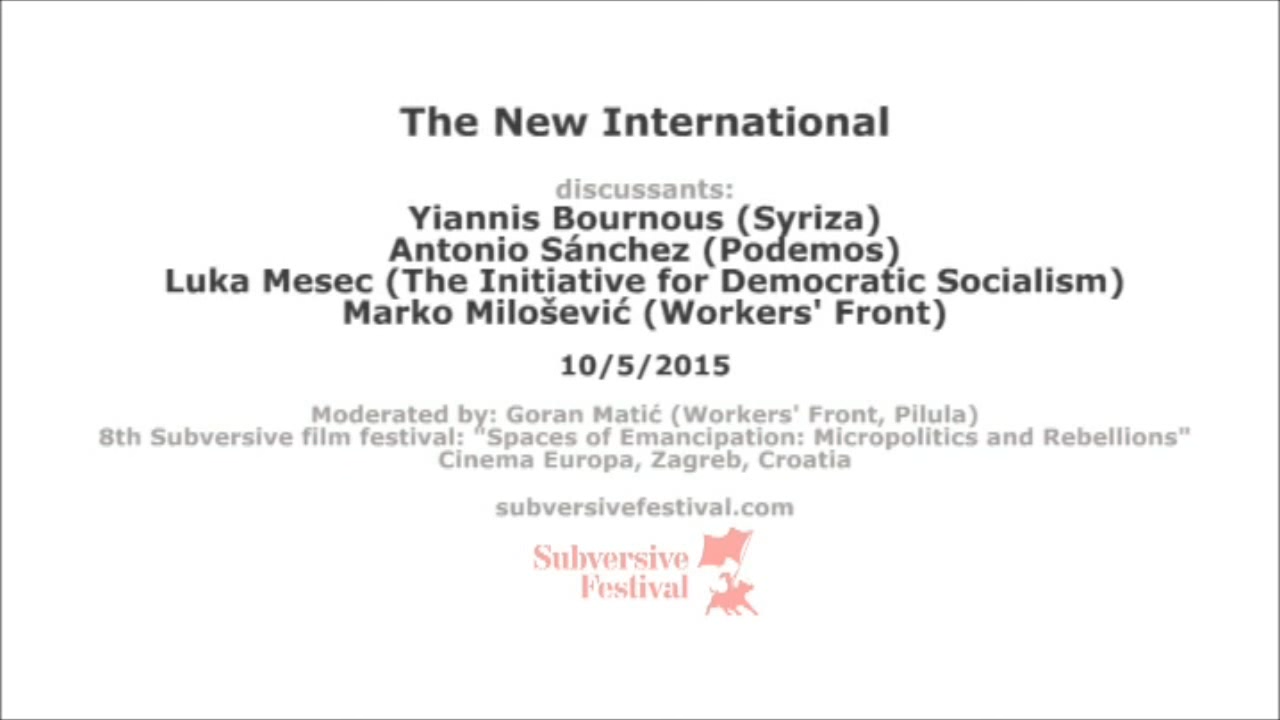 The New International
discussants:
Yiannis Bournous (Syriza)
Antonio Sánchez (Podemos)
Luka Mesec (The Initiative for Democratic Socialism)
Marko Milošević (Workers' Front)
10/5/2015
Moderated by: Goran Matić (Workers' Front, Pilula)
8th Subversive film festival: "Spaces of Emancipation: Micropolitics and Rebellions"
Cinema Europa, Zagreb, Croatia
subversivefestival.com
Subversive
Festival